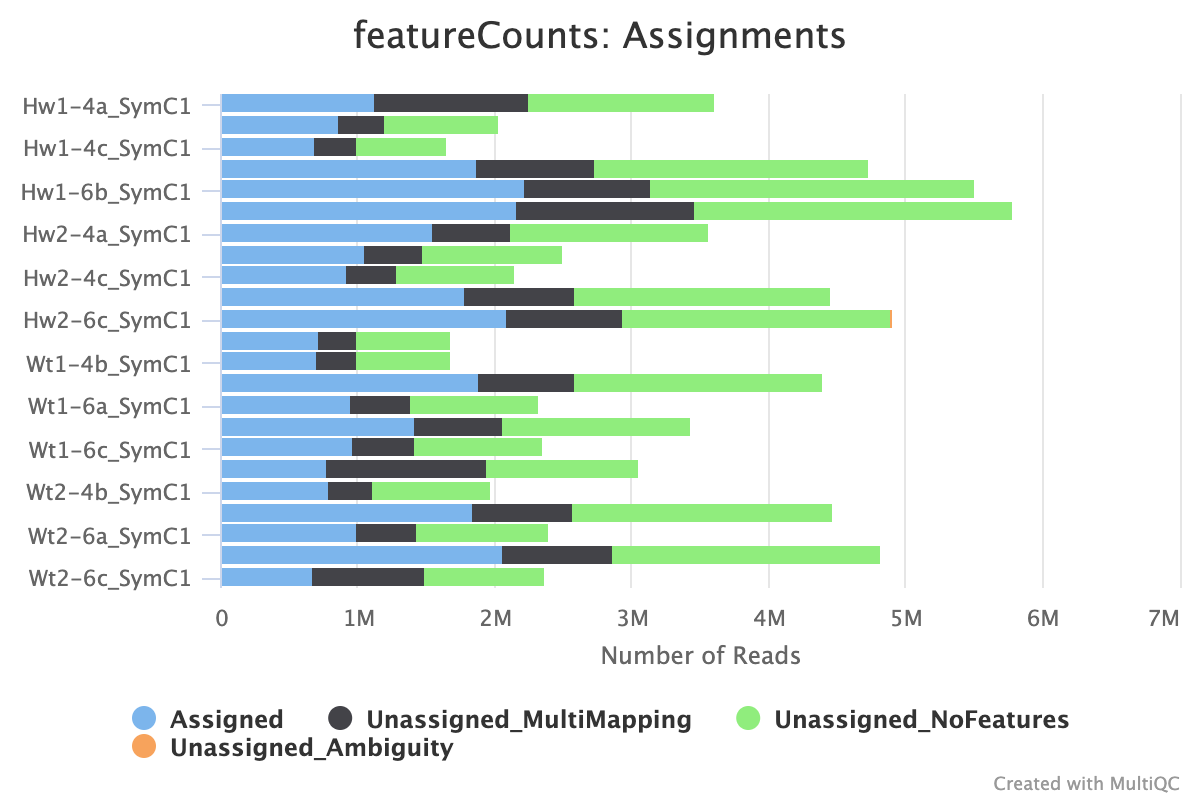 featureCounts: Assignments
Hw1-4a_SymC1
Hw1-4c_SymC1
Hw1-6b_SymC1
Hw2-4a_SymC1
Hw2-4c_SymC1
Hw2-6c_SymC1
Wt1-4b_SymC1
Wt1-6a_SymC1
Wt1-6c_SymC1
Wt2-4b_SymC1
Wt2-6a_SymC1
Wt2-6c_SymC1
0 1M 2M 3M 4M 5M 6M 7M
Number of Reads
Assigned Unassigned_MultiMapping Unassigned_NoFeatures
Unassigned_Ambiguity
Created with MultiQC